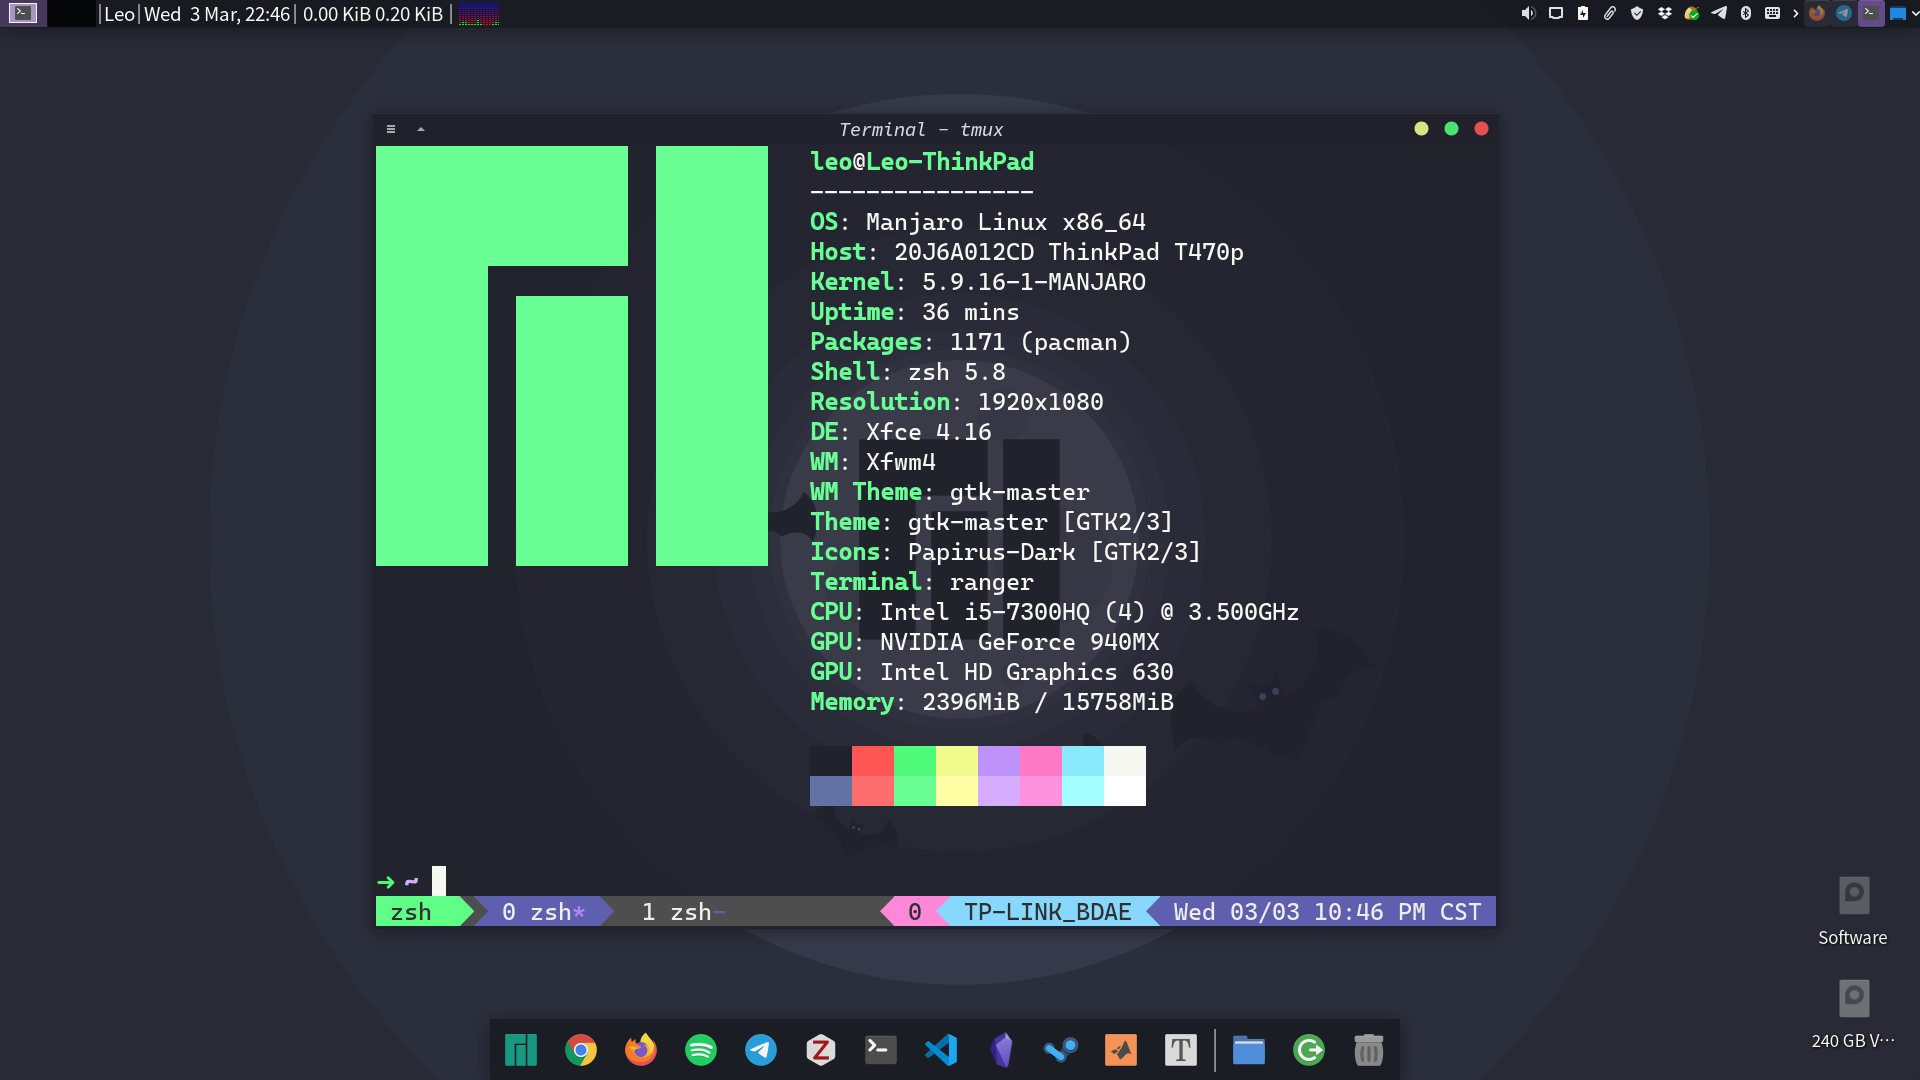 Leo
Wed 3 Mar, 22:46
0.00 KiB 0.20 KiB
Terminal - tmux
leo@Leo-ThinkPad
----------------
OS: Manjaro Linux x86_64
Host: 20J6A012CD ThinkPad T470p
Kernel: 5.9.16-1-MANJARO
Uptime: 36 mins
Packages: 1171 (pacman)
Shell: zsh 5.8
Resolution: 1920x1080
DE: Xfce 4.16
WM: Xfwm4
WM Theme: gtk-master
Theme: gtk-master [GTK2/3]
Icons: Papirus-Dark [GTK2/3]
Terminal: ranger
CPU: Intel i5-7300HQ (4) @ 3.500GHz
GPU: NVIDIA GeForce 940MX
GPU: Intel HD Graphics 630
Memory: 2396MiB / 15758MiB
➜ ~
zsh 0 zsh* 1 zsh- 0 TP-LINK_BDAE Wed 03/03 10:46 PM CST
Software
240 GB V…